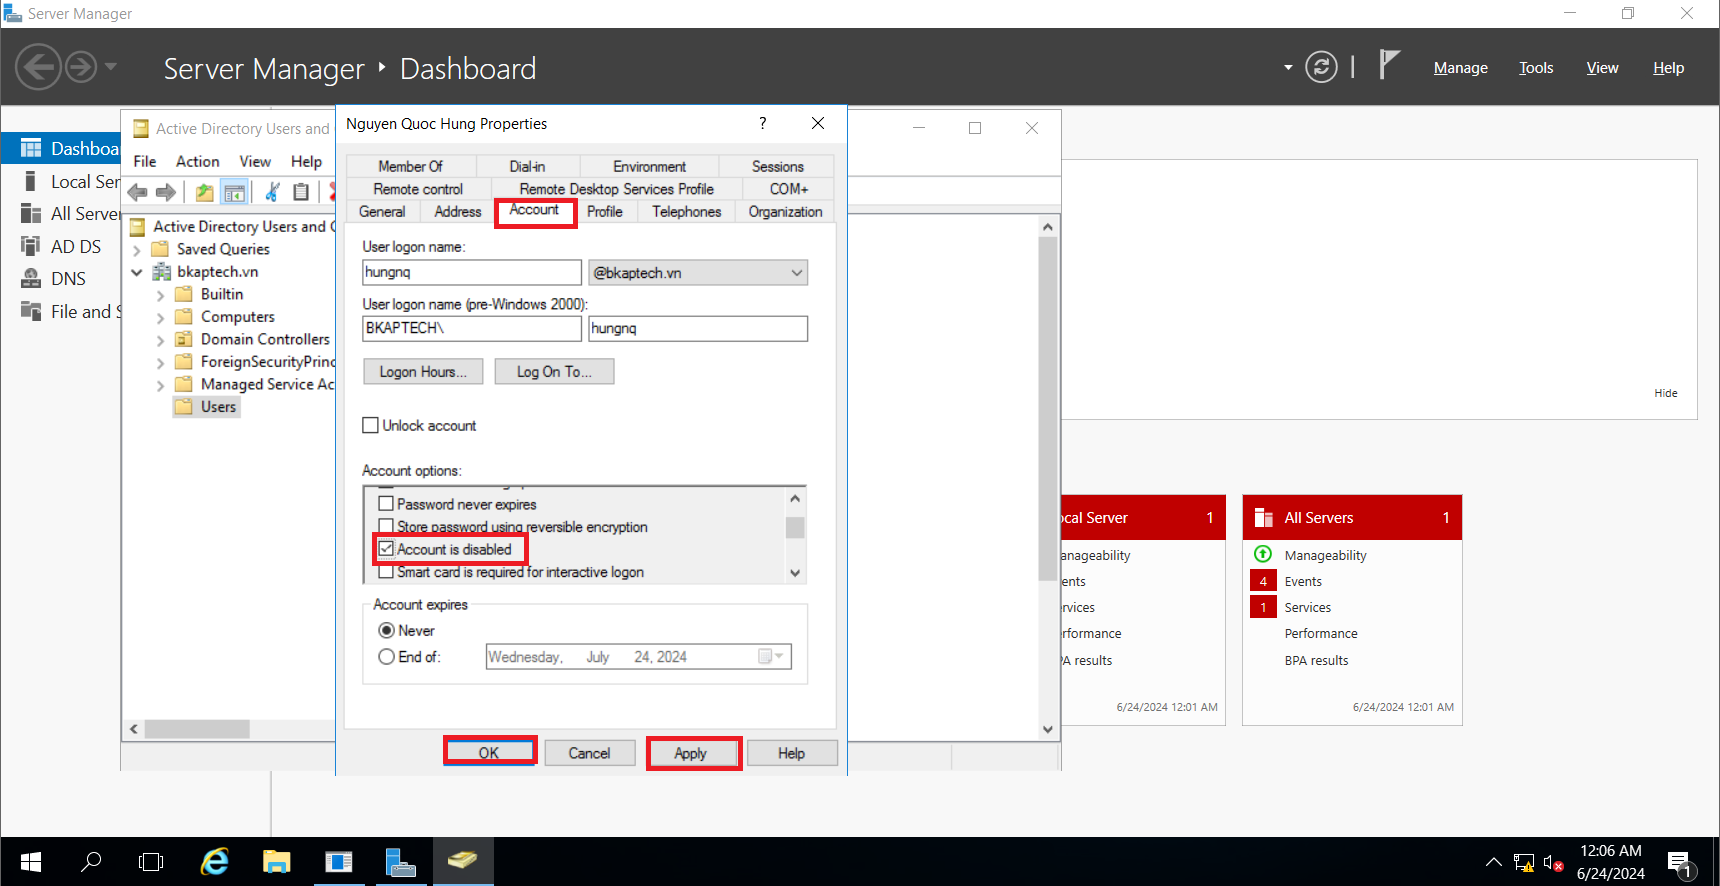 Server Manager
Server Manager ‣ Dashboard
Manage Tools View Help
Dashboa
Local Ser
All Server
AD DS
DNS
File and S
Active Directory Users and
File Action View Help
Active Directory Users and C
Saved Queries
bkaptech.vn
Builtin
Computers
Domain Controllers
ForeignSecurityPrinc
Managed Service Ac
Users
Nguyen Quoc Hung Properties
?
Member Of Dial-in Environment Sessions
Remote control Remote Desktop Services Profile COM+
General Address Account Profile Telephones Organization
User logon name:
hungnq @bkaptech.vn
User logon name (pre-Windows 2000):
BKAPTECH\ hungnq
Logon Hours... Log On To...
Unlock account
Account options:
Password never expires
Store password using reversible encryption
Account is disabled
Smart card is required for interactive logon
Account expires
Never
End of: Wednesday, July 24, 2024
OK Cancel Apply Help
Hide
ocal Server 1
anageability
ents
ervices
erformance
PA results
6/24/2024 12:01 AM
All Servers 1
Manageability
4 Events
1 Services
Performance
BPA results
6/24/2024 12:01 AM
12:06 AM
6/24/2024
1